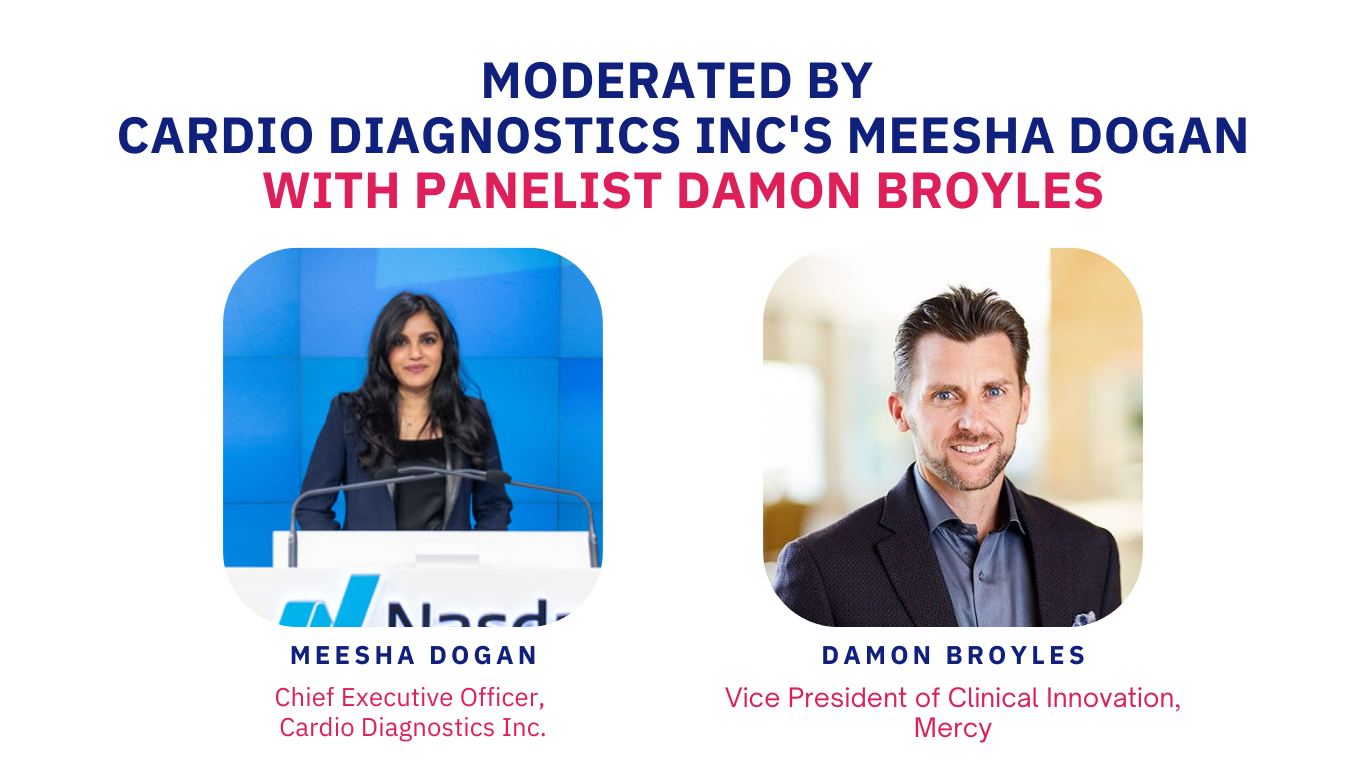 MODERATED BY
CARDIO DIAGNOSTICS INC'S MEESHA DOGAN
WITH PANELIST DAMON BROYLES
MEESHA DOGAN
Chief Executive Officer,
Cardio Diagnostics Inc.
DAMON BROYLES
Vice President of Clinical Innovation,
Mercy